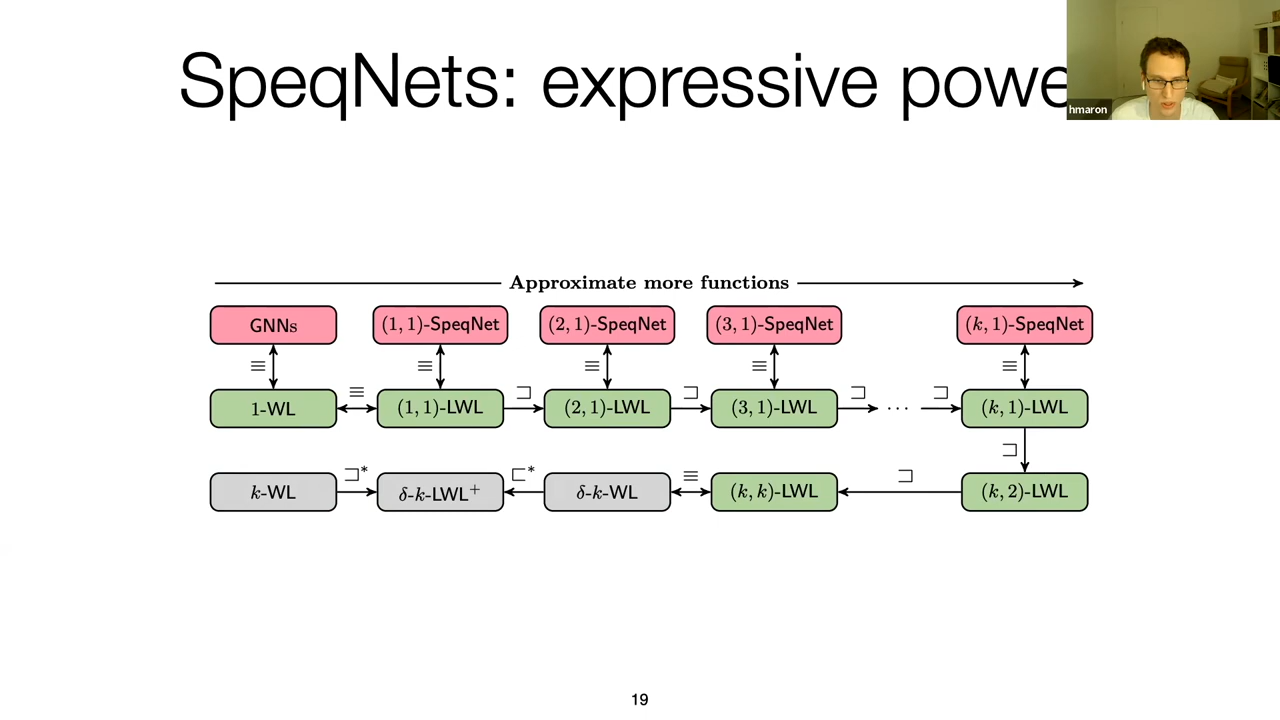 SpeqNets: expressive powe
hmaron
Approximate more functions
GNNs (1, 1)-SpeqNet (2, 1)-SpeqNet (3, 1)-SpeqNet (k, 1)-SpeqNet
≡ ≡ ≡ ≡ ≡
≡ ⊐ ⊐ ⊐ ⊐
1-WL (1, 1)-LWL (2, 1)-LWL (3, 1)-LWL ··· (k, 1)-LWL
⊐
⊐* ⊏* ≡ ⊐
k-WL δ-k-LWL⁺ δ-k-WL (k, k)-LWL (k, 2)-LWL
19